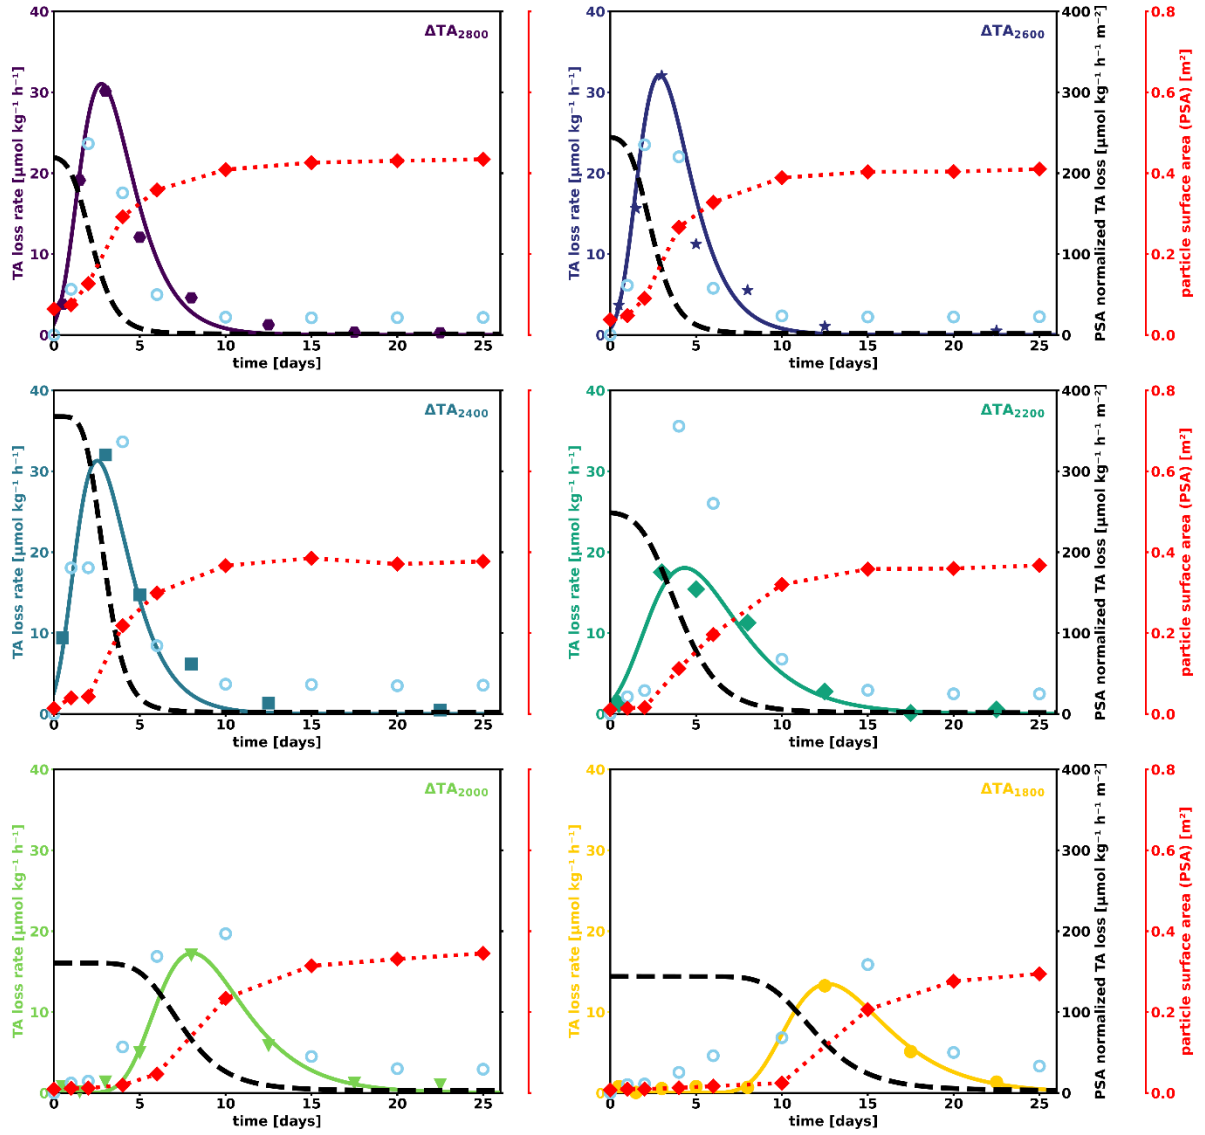 ΔTA₂₈₀₀
TA loss rate [µmol kg⁻¹ h⁻¹]
40
30
20
10
0
0 5 10 15 20 25
time [days]
ΔTA₂₆₀₀
TA loss rate [µmol kg⁻¹ h⁻¹]
40
30
20
10
0
0 5 10 15 20 25
time [days]
400
300
200
100
0
PSA normalized TA loss [µmol kg⁻¹ h⁻¹ m⁻²]
0.8
0.6
0.4
0.2
0.0
particle surface area (PSA) [m²]
ΔTA₂₄₀₀
TA loss rate [µmol kg⁻¹ h⁻¹]
40
30
20
10
0
0 5 10 15 20 25
time [days]
ΔTA₂₂₀₀
TA loss rate [µmol kg⁻¹ h⁻¹]
40
30
20
10
0
0 5 10 15 20 25
time [days]
400
300
200
100
0
PSA normalized TA loss [µmol kg⁻¹ h⁻¹ m⁻²]
0.8
0.6
0.4
0.2
0.0
particle surface area (PSA) [m²]
ΔTA₂₀₀₀
TA loss rate [µmol kg⁻¹ h⁻¹]
40
30
20
10
0
0 5 10 15 20 25
time [days]
ΔTA₁₈₀₀
TA loss rate [µmol kg⁻¹ h⁻¹]
40
30
20
10
0
0 5 10 15 20 25
time [days]
400
300
200
100
0
PSA normalized TA loss [µmol kg⁻¹ h⁻¹ m⁻²]
0.8
0.6
0.4
0.2
0.0
particle surface area (PSA) [m²]